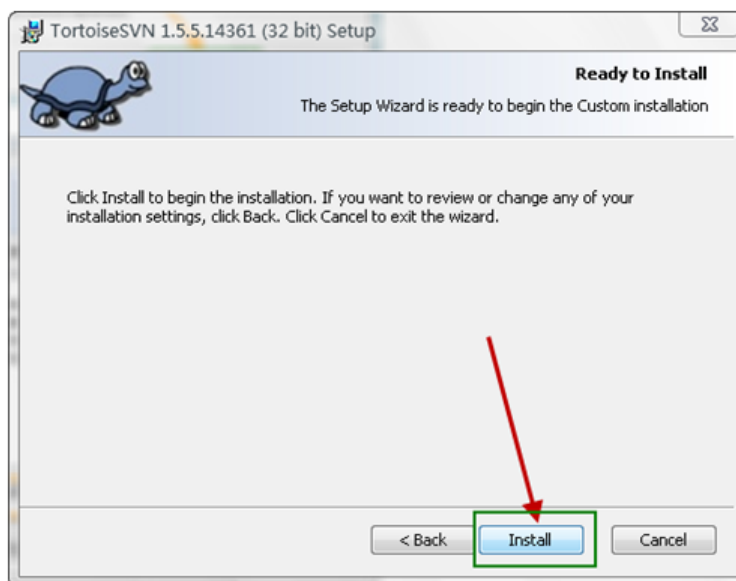 TortoiseSVN 1.5.5.14361 (32 bit) Setup
Ready to Install
The Setup Wizard is ready to begin the Custom installation
Click Install to begin the installation. If you want to review or change any of your
installation settings, click Back. Click Cancel to exit the wizard.
< Back Install Cancel